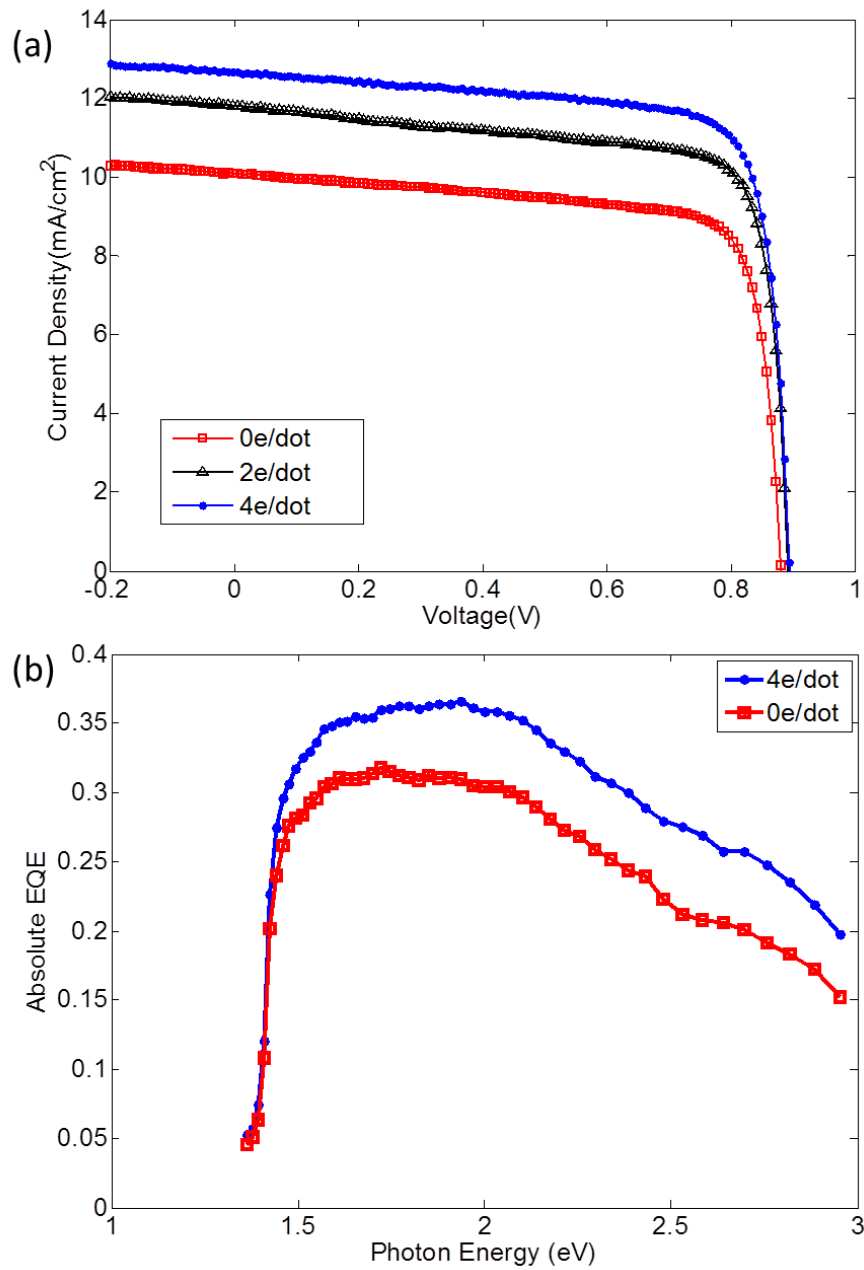 (a)
14
12
10
8
6
4
2
0
Current Density(mA/cm²)
0e/dot
2e/dot
4e/dot
-0.2 0 0.2 0.4 0.6 0.8 1
Voltage(V)
(b)
0.4
0.35
0.3
0.25
0.2
0.15
0.1
0.05
0
Absolute EQE
4e/dot
0e/dot
1 1.5 2 2.5 3
Photon Energy (eV)